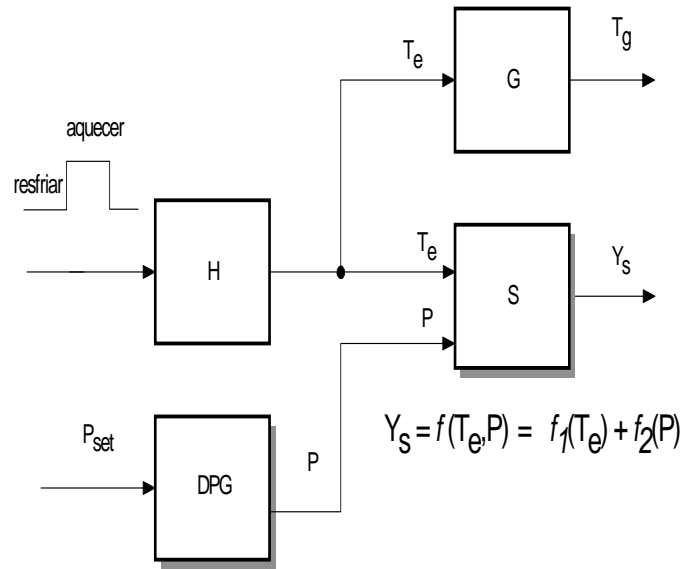 T_g
T_e
G
aquecer
resfriar
H
T_e
S
Y_s
P
Y_s = f(T_e,P) = f_1(T_e) + f_2(P)
P_set
DPG
P